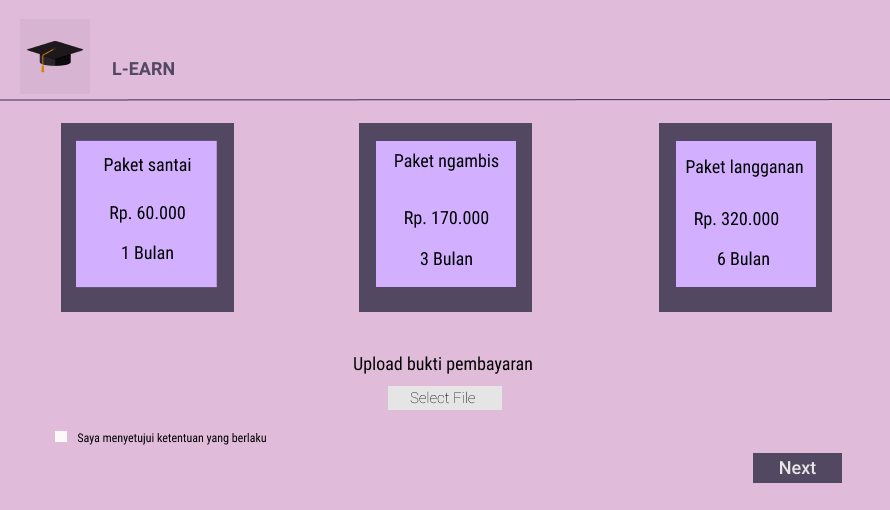 L-EARN
Paket santai
Rp. 60.000
1 Bulan
Paket ngambis
Rp. 170.000
3 Bulan
Paket langganan
Rp. 320.000
6 Bulan
Upload bukti pembayaran
Select File
Saya menyetujui ketentuan yang berlaku
Next